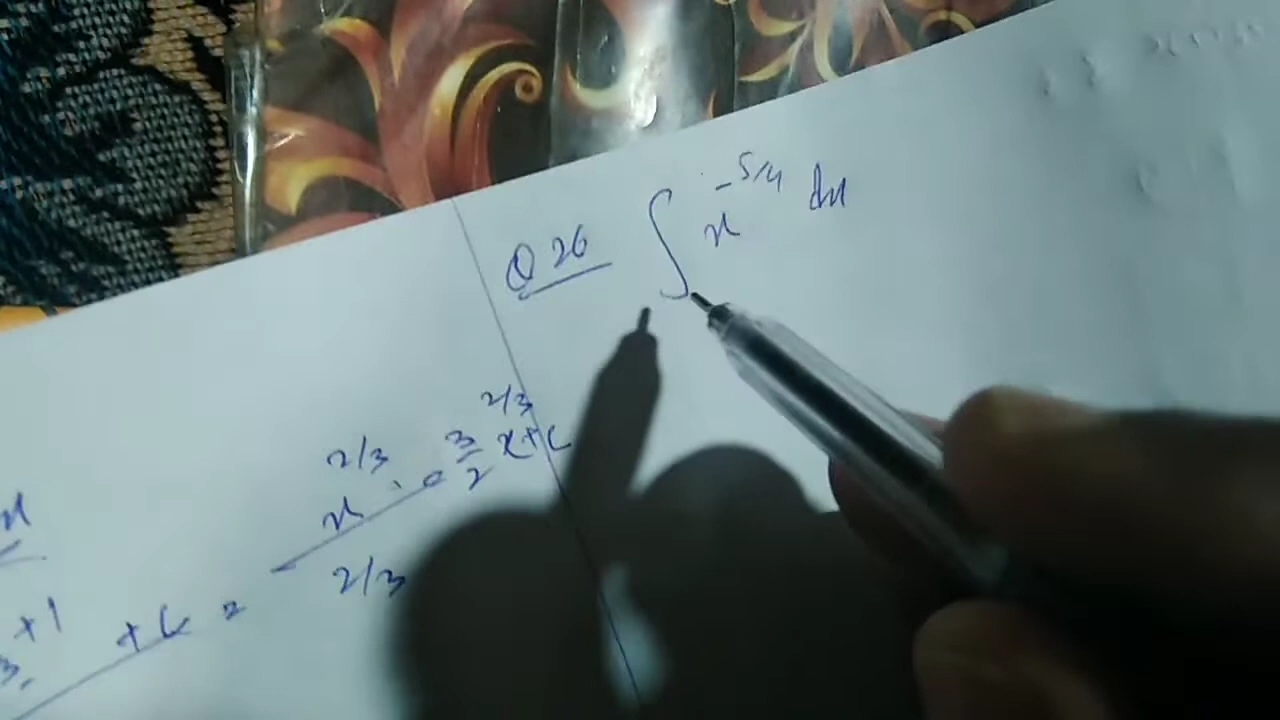 Q 26 ∫ x^{-5/4} dx
x^{2/3} / 2/3 = 3/2 x^{2/3} + c
+1
+ c =